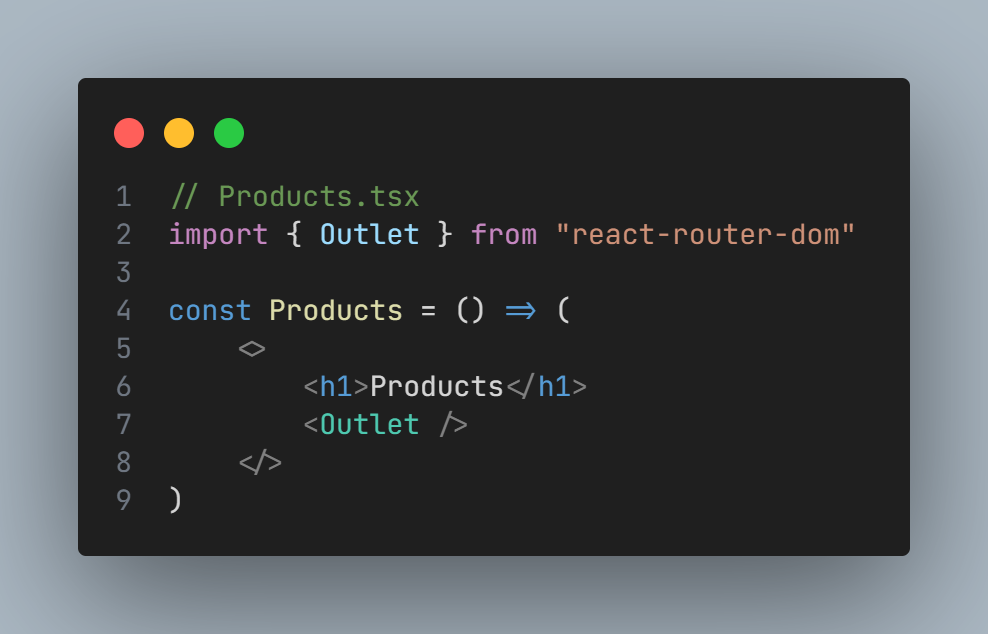 1 // Products.tsx
2 import { Outlet } from "react-router-dom"
3
4 const Products = () => (
5     <>
6         <h1>Products</h1>
7         <Outlet />
8     </>
9 )